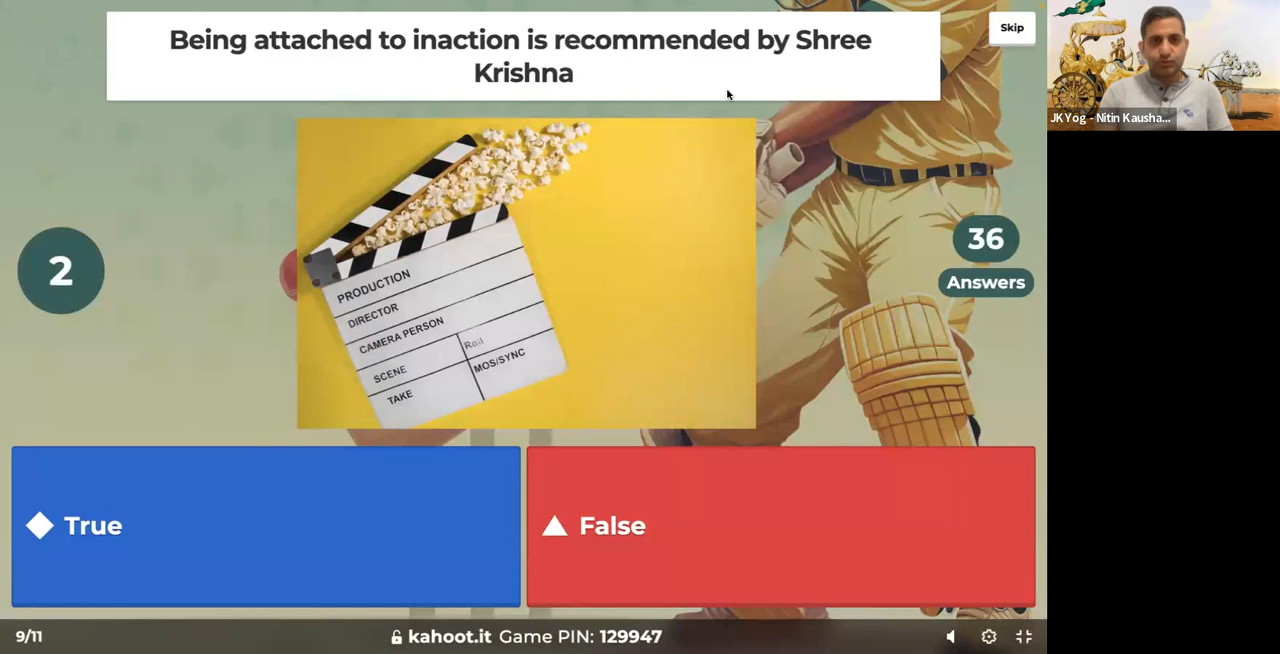 Being attached to inaction is recommended by Shree
Krishna
Skip
JKYog - Nitin Kausha...
2
PRODUCTION
DIRECTOR
CAMERA PERSON
SCENE
Roll
TAKE
MOS/SYNC
36
Answers
True
False
9/11
kahoot.it Game PIN: 129947